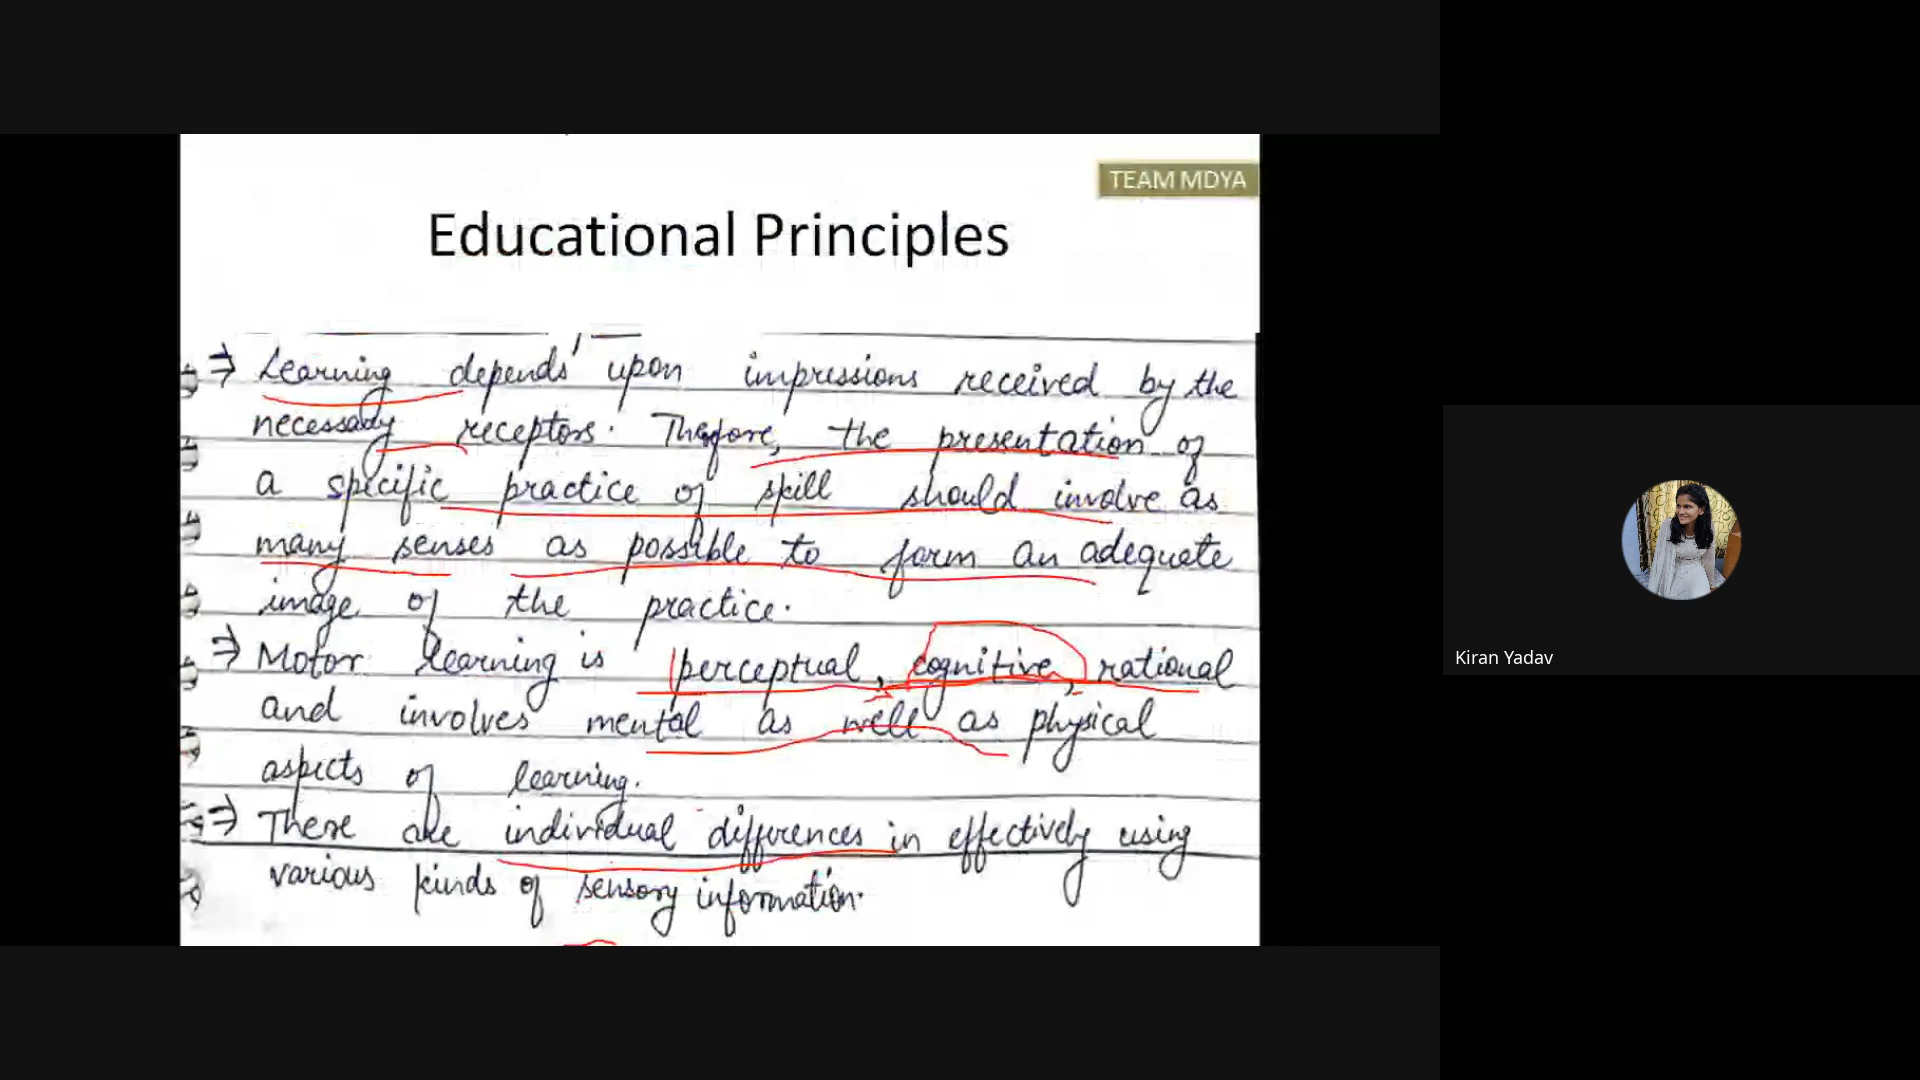 TEAM MDYA
Educational Principles
⇒ Learning depends upon impressions received by the
necessary receptors. Therefore, the presentation of
a specific practice of skill should involve as
many senses as possible to form an adequate
image of the practice.
⇒ Motor learning is perceptual, cognitive, rational
and involves mental as well as physical
aspects of learning.
⇒ There are individual differences in effectively using
various kinds of sensory information.
Kiran Yadav